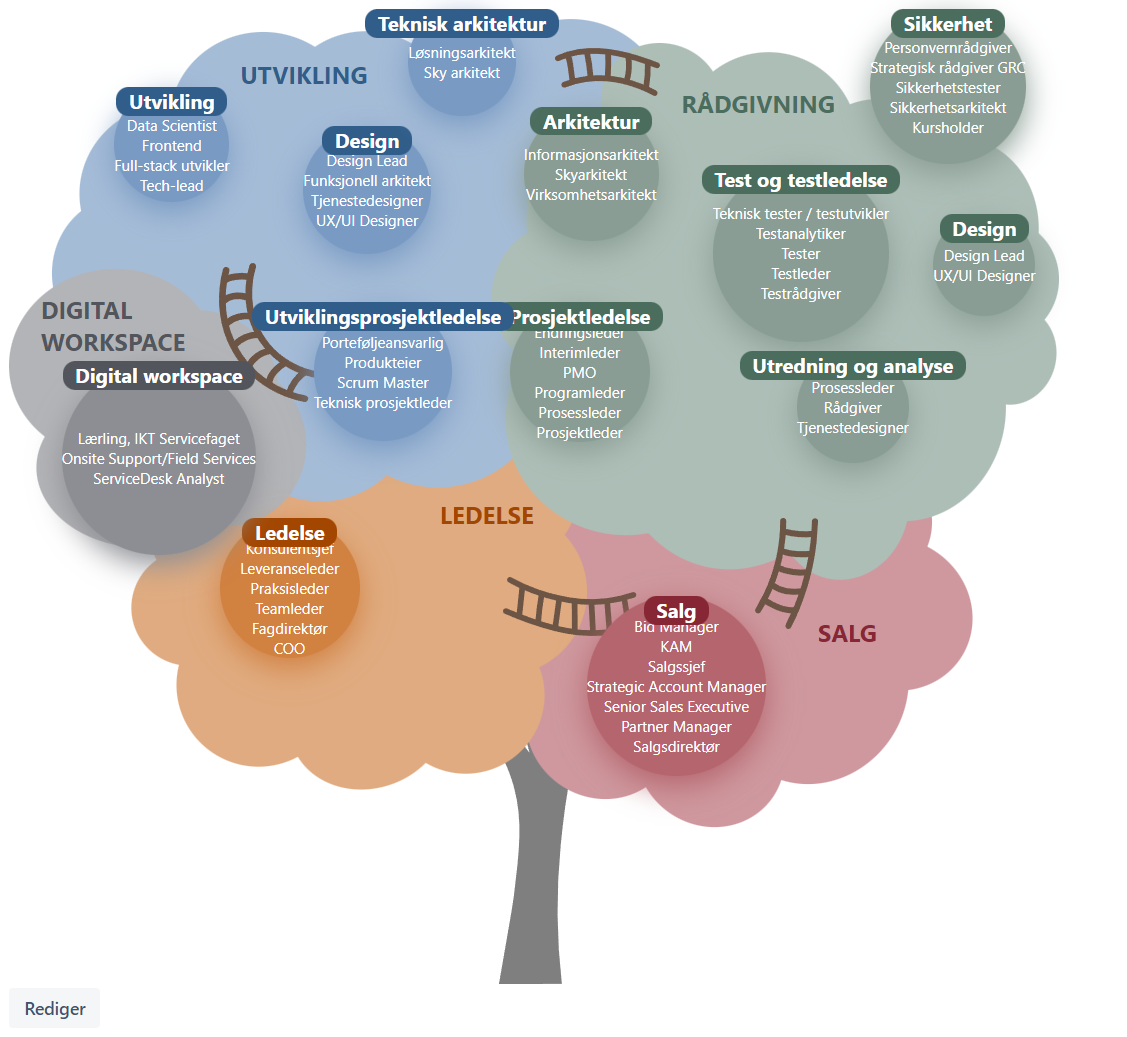 Teknisk arkitektur
Løsningsarkitekt
Sky arkitekt
Sikkerhet
Personvernrådgiver
Strategisk rådgiver GRC
Sikkerhetstester
Sikkerhetsarkitekt
Kursholder
UTVIKLING
Utvikling
Data Scientist
Frontend
Full-stack utvikler
Tech-lead
Design
Design Lead
Funksjonell arkitekt
Tjenestedesigner
UX/UI Designer
RÅDGIVNING
Arkitektur
Informasjonsarkitekt
Skyarkitekt
Virksomhetsarkitekt
Test og testledelse
Teknisk tester / testutvikler
Testanalytiker
Tester
Testleder
Testrådgiver
Design
Design Lead
UX/UI Designer
DIGITAL
WORKSPACE
Digital workspace
Lærling, IKT Servicefaget
Onsite Support/Field Services
ServiceDesk Analyst
Utviklingsprosjektledelse
Porteføljeansvarlig
Produkteier
Scrum Master
Teknisk prosjektleder
Prosjektledelse
Endringsleder
Interimleder
PMO
Programleder
Prosessleder
Prosjektleder
Utredning og analyse
Prosessleder
Rådgiver
Tjenestedesigner
LEDELSE
Ledelse
Konsulentsjef
Leveranseleder
Praksisleder
Teamleder
Fagdirektør
COO
SALG
Salg
Bid Manager
KAM
Salgssjef
Strategic Account Manager
Senior Sales Executive
Partner Manager
Salgsdirektør
Rediger